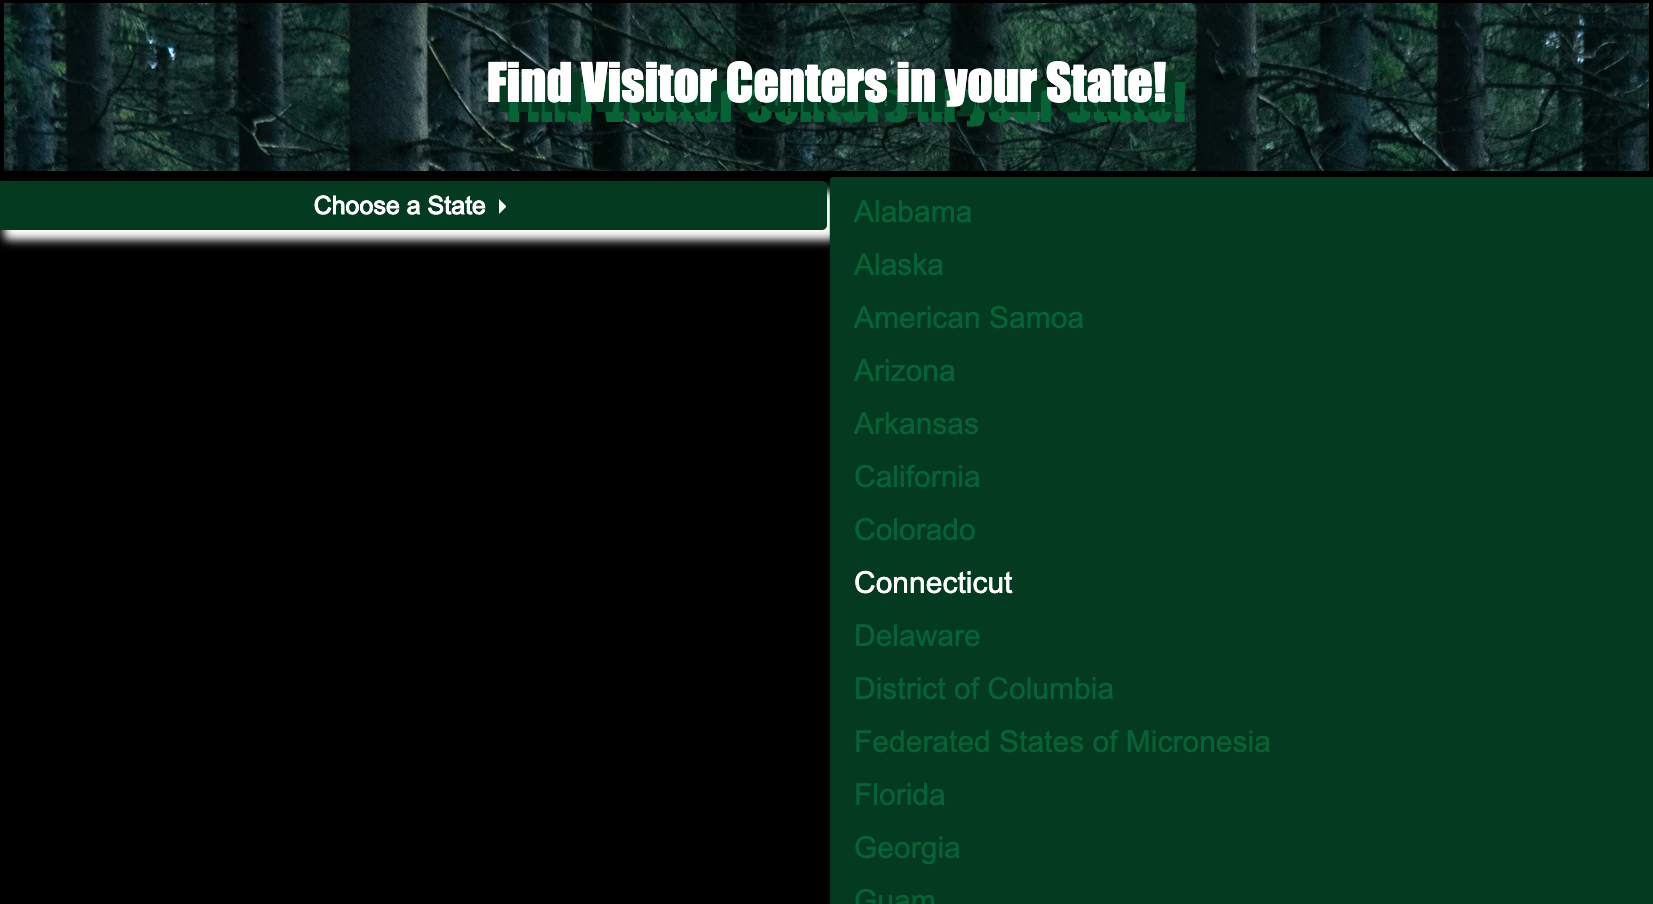 Find Visitor Centers in your State!
Choose a State
Alabama
Alaska
American Samoa
Arizona
Arkansas
California
Colorado
Connecticut
Delaware
District of Columbia
Federated States of Micronesia
Florida
Georgia
Guam